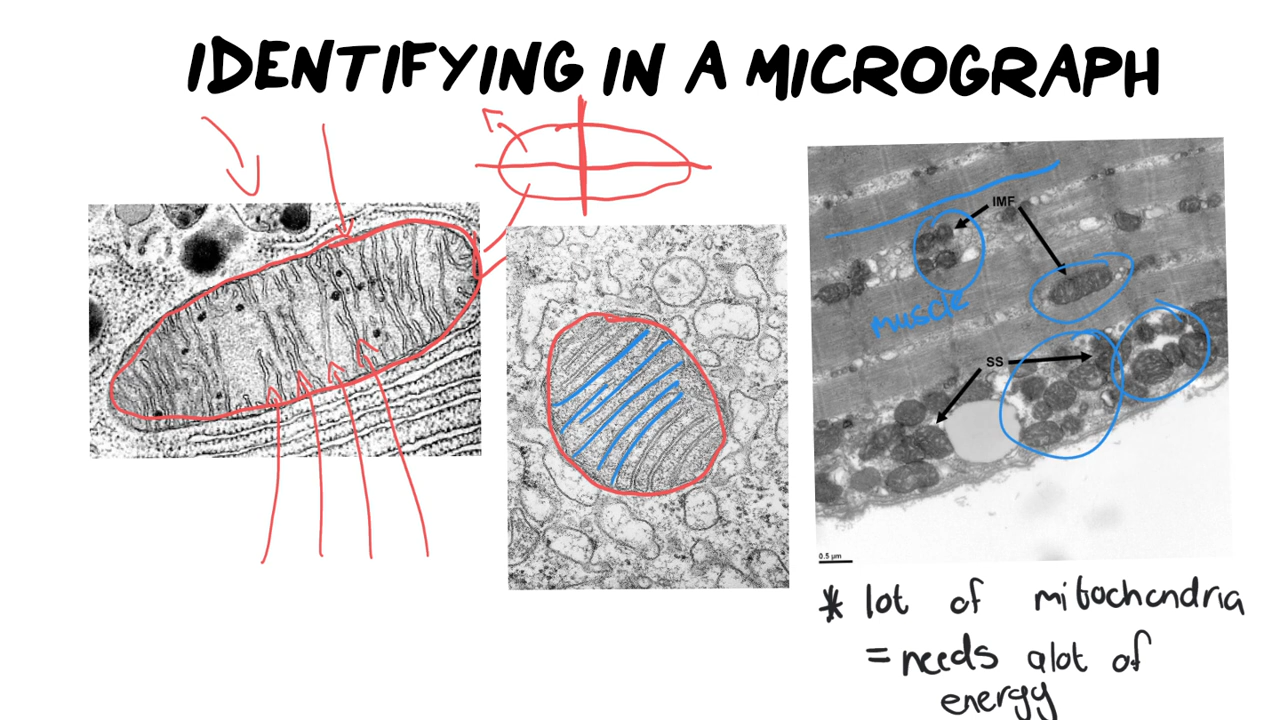 IDENTIFYING IN A MICROGRAPH
IMF
muscle
SS
0.5 µm
* lot of mitochondria
= needs alot of
energy